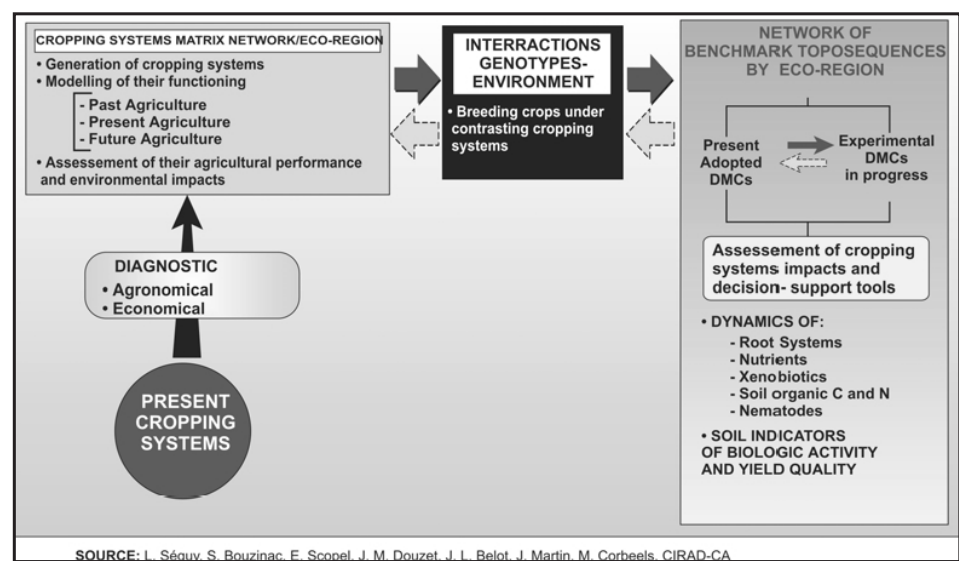 CROPPING SYSTEMS MATRIX NETWORK/ECO-REGION
• Generation of cropping systems
• Modelling of their functioning
- Past Agriculture
- Present Agriculture
- Future Agriculture
• Assessment of their agricultural performance
and environmental impacts
INTERRACTIONS
GENOTYPES-
ENVIRONMENT
• Breeding crops under
contrasting cropping
systems
NETWORK OF
BENCHMARK TOPOSEQUENCES
BY ECO-REGION
Present
Adopted
DMCs
Experimental
DMCs
in progress
Assessment of cropping
systems impacts and
decision- support tools
• DYNAMICS OF:
- Root Systems
- Nutrients
- Xenobiotics
- Soil organic C and N
- Nematodes
• SOIL INDICATORS
OF BIOLOGIC ACTIVITY
AND YIELD QUALITY
DIAGNOSTIC
• Agronomical
• Economical
PRESENT
CROPPING
SYSTEMS
SOURCE: L. Séguy, S. Bouzinac, E. Scopel, J. M. Douzet, J. L. Belot, J. Martin, M. Corbeels, CIRAD-CA